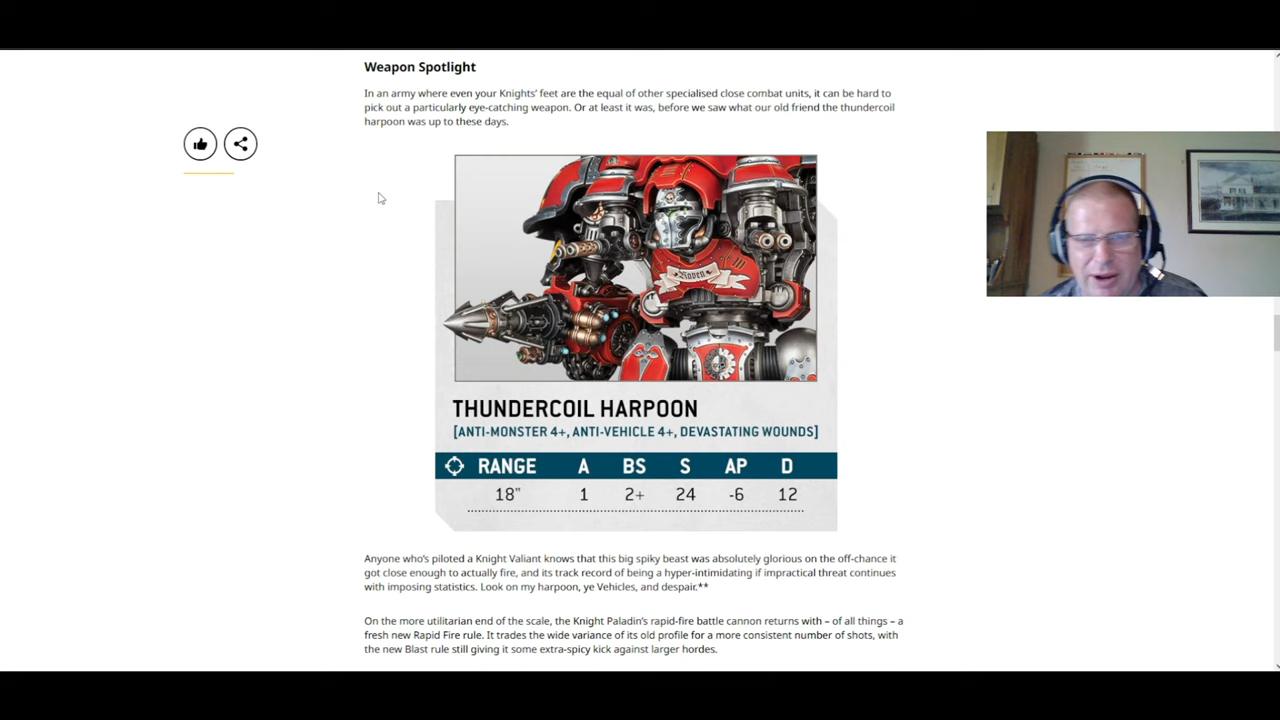 Weapon Spotlight
In an army where even your Knights' feet are the equal of other specialised close combat units, it can be hard to
pick out a particularly eye-catching weapon. Or at least it was, before we saw what our old friend the thundercoil
harpoon was up to these days.
Raven
THUNDERCOIL HARPOON
[ANTI-MONSTER 4+, ANTI-VEHICLE 4+, DEVASTATING WOUNDS]
RANGE A BS S AP D
18" 1 2+ 24 -6 12
Anyone who's piloted a Knight Valiant knows that this big spiky beast was absolutely glorious on the off-chance it
got close enough to actually fire, and its track record of being a hyper-intimidating if impractical threat continues
with imposing statistics. Look on my harpoon, ye Vehicles, and despair.**
On the more utilitarian end of the scale, the Knight Paladin's rapid-fire battle cannon returns with – of all things – a
fresh new Rapid Fire rule. It trades the wide variance of its old profile for a more consistent number of shots, with
the new Blast rule still giving it some extra-spicy kick against larger hordes.